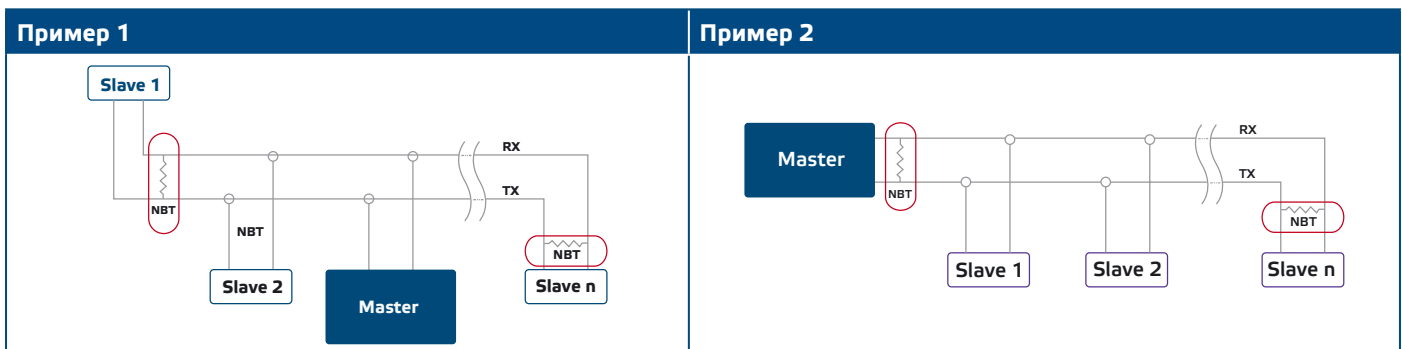 Пример 1
Slave 1
RX
TX
NBT
NBT
NBT
Slave 2
Master
Slave n
Пример 2
Master
RX
TX
NBT
NBT
Slave 1
Slave 2
Slave n